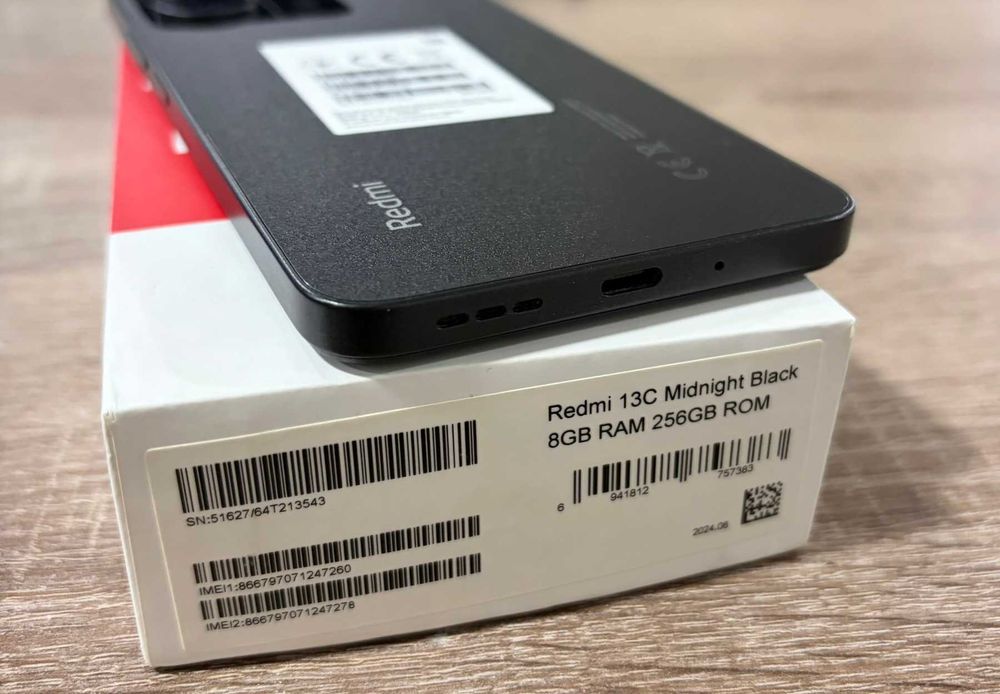 Redmi
Redmi 13C Midnight Black
8GB RAM 256GB ROM
SN:51627/64T213543
6 941812 757383
2024.08
IMEI1:866797071247260
IMEI2:866797071247278